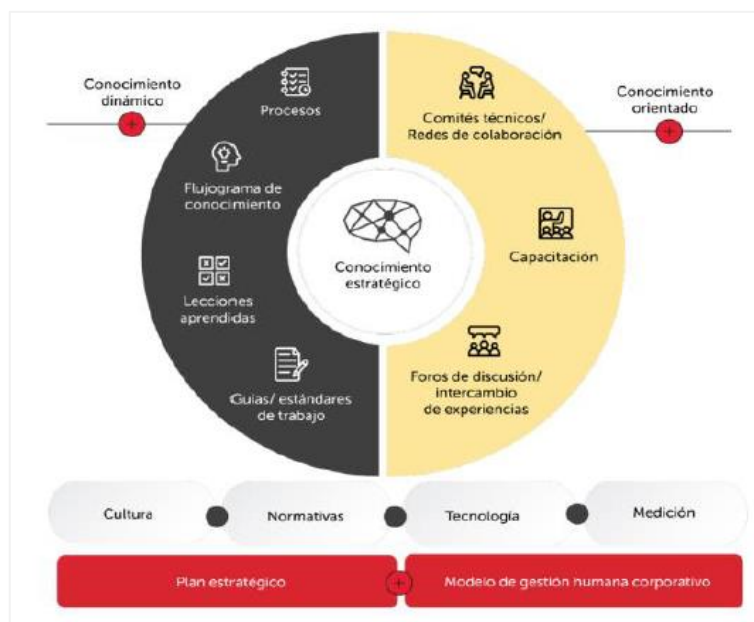 Conocimiento
dinámico
Procesos
Flujograma de
conocimiento
Lecciones
aprendidas
Guías/ estándares
de trabajo
Conocimiento
estratégico
Comités técnicos/
Redes de colaboración
Capacitación
Foros de discusión/
intercambio
de experiencias
Conocimiento
orientado
Cultura
Normativas
Tecnología
Medición
Plan estratégico
Modelo de gestión humana corporativo